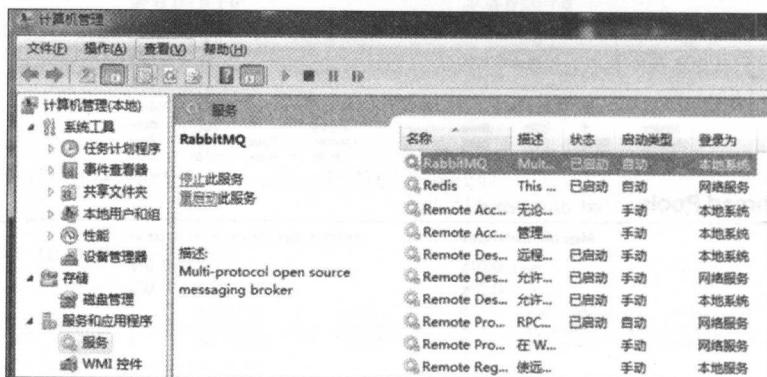 计算机管理
文件(F) 操作(A) 查看(V) 帮助(H)
计算机管理(本地)
系统工具
任务计划程序
事件查看器
共享文件夹
本地用户和组
性能
设备管理器
存储
磁盘管理
服务和应用程序
服务
WMI 控件
服务
RabbitMQ
停止此服务
重启动此服务
描述:
Multi-protocol open source
messaging broker
名称 描述 状态 启动类型 登录为
RabbitMQ Mult... 已启动 自动 本地系统
Redis This ... 已启动 自动 网络服务
Remote Acc... 无论... 手动 本地系统
Remote Acc... 管理... 手动 本地系统
Remote Des... 远程... 已启动 手动 本地系统
Remote Des... 允许... 已启动 手动 网络服务
Remote Des... 允许... 已启动 手动 本地系统
Remote Pro... RPC... 已启动 自动 网络服务
Remote Pro... 在 W... 手动 网络服务
Remote Reg... 使远... 手动 本地服务